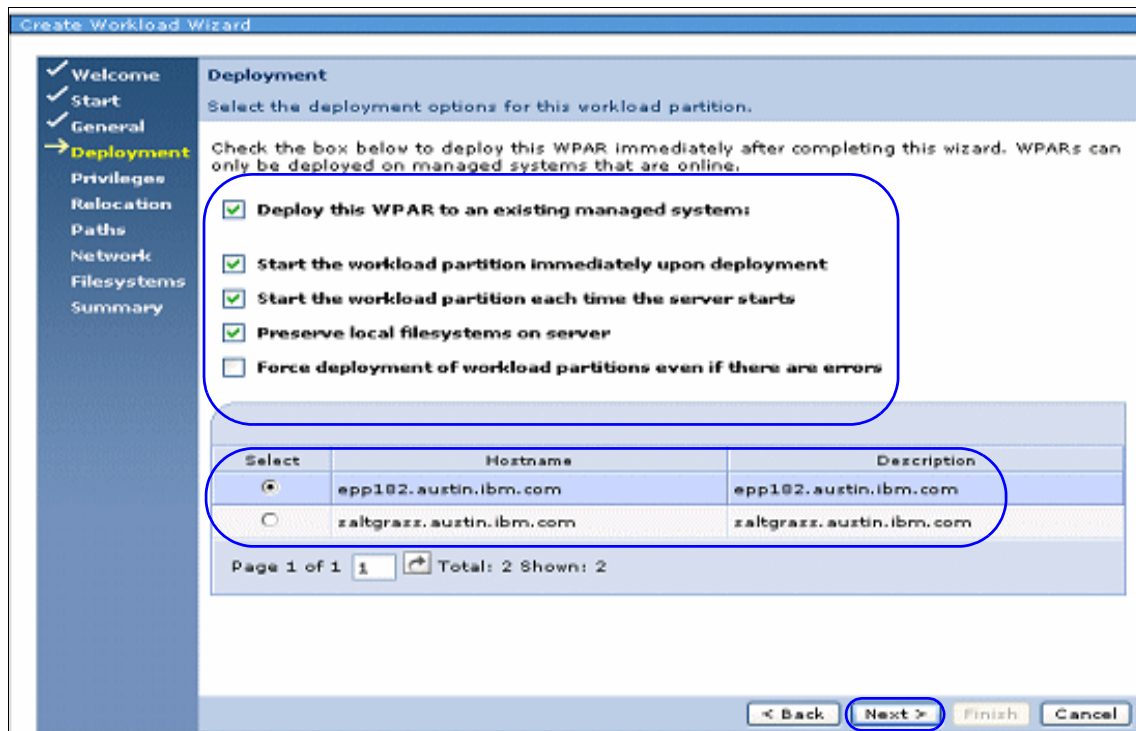 Create Workload Wizard
Welcome
Start
General
Deployment
Privileges
Relocation
Paths
Network
Filesystems
Summary
Deployment
Select the deployment options for this workload partition.
Check the box below to deploy this WPAR immediately after completing this wizard. WPARs can
only be deployed on managed systems that are online.
Deploy this WPAR to an existing managed system:
Start the workload partition immediately upon deployment
Start the workload partition each time the server starts
Preserve local filesystems on server
Force deployment of workload partitions even if there are errors
Select Hostname Description
epp182.austin.ibm.com epp182.austin.ibm.com
saltgrass.austin.ibm.com saltgrass.austin.ibm.com
Page 1 of 1 1 Total: 2 Shown: 2
< Back Next > Finish Cancel